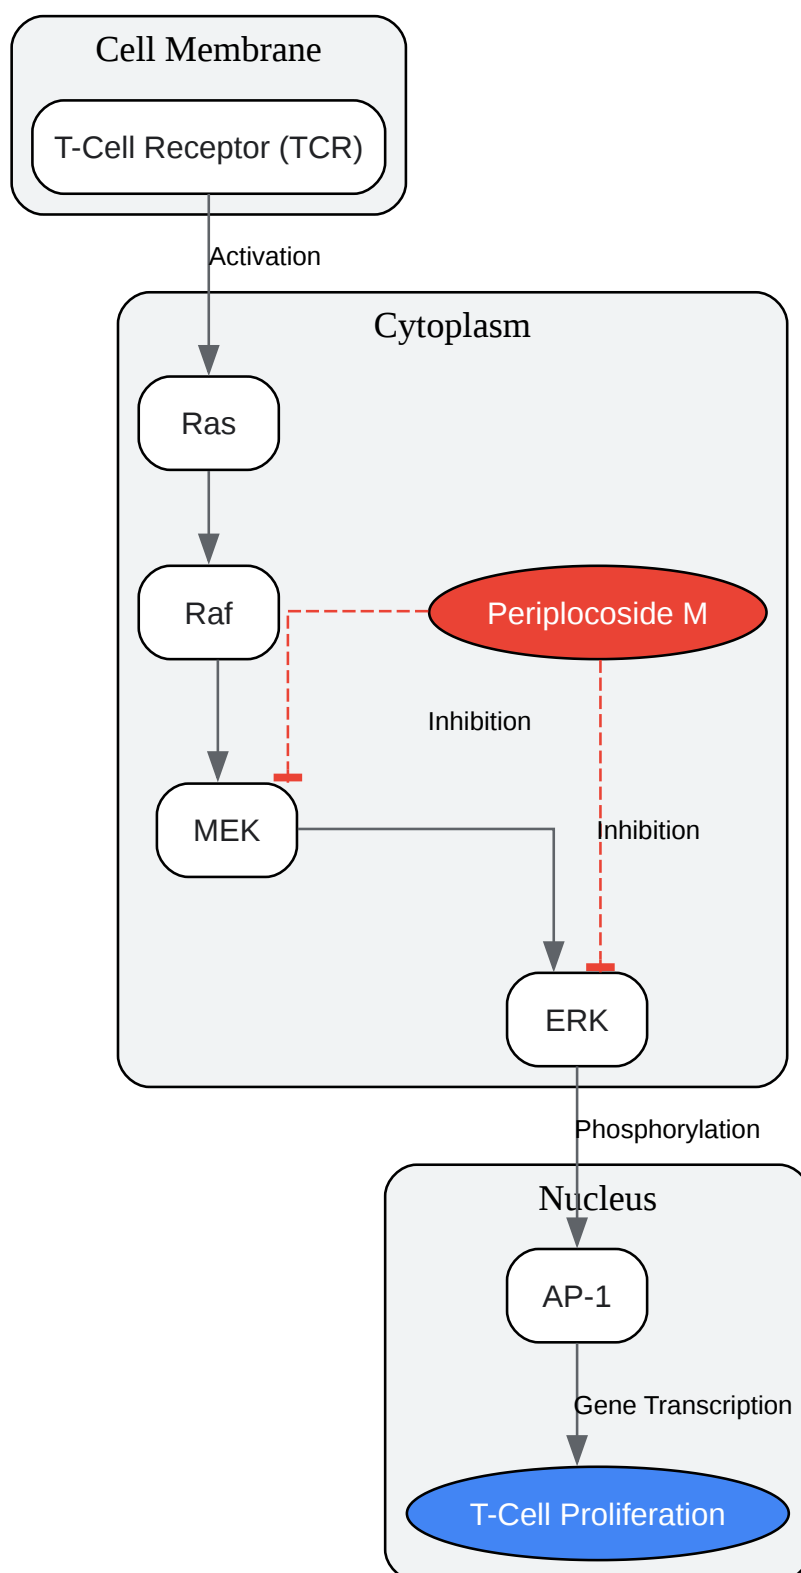 Cell Membrane
T-Cell Receptor (TCR)
Activation
Cytoplasm
Ras
Raf
Periplocoside M
Inhibition
MEK
Inhibition
ERK
Phosphorylation
Nucleus
AP-1
Gene Transcription
T-Cell Proliferation